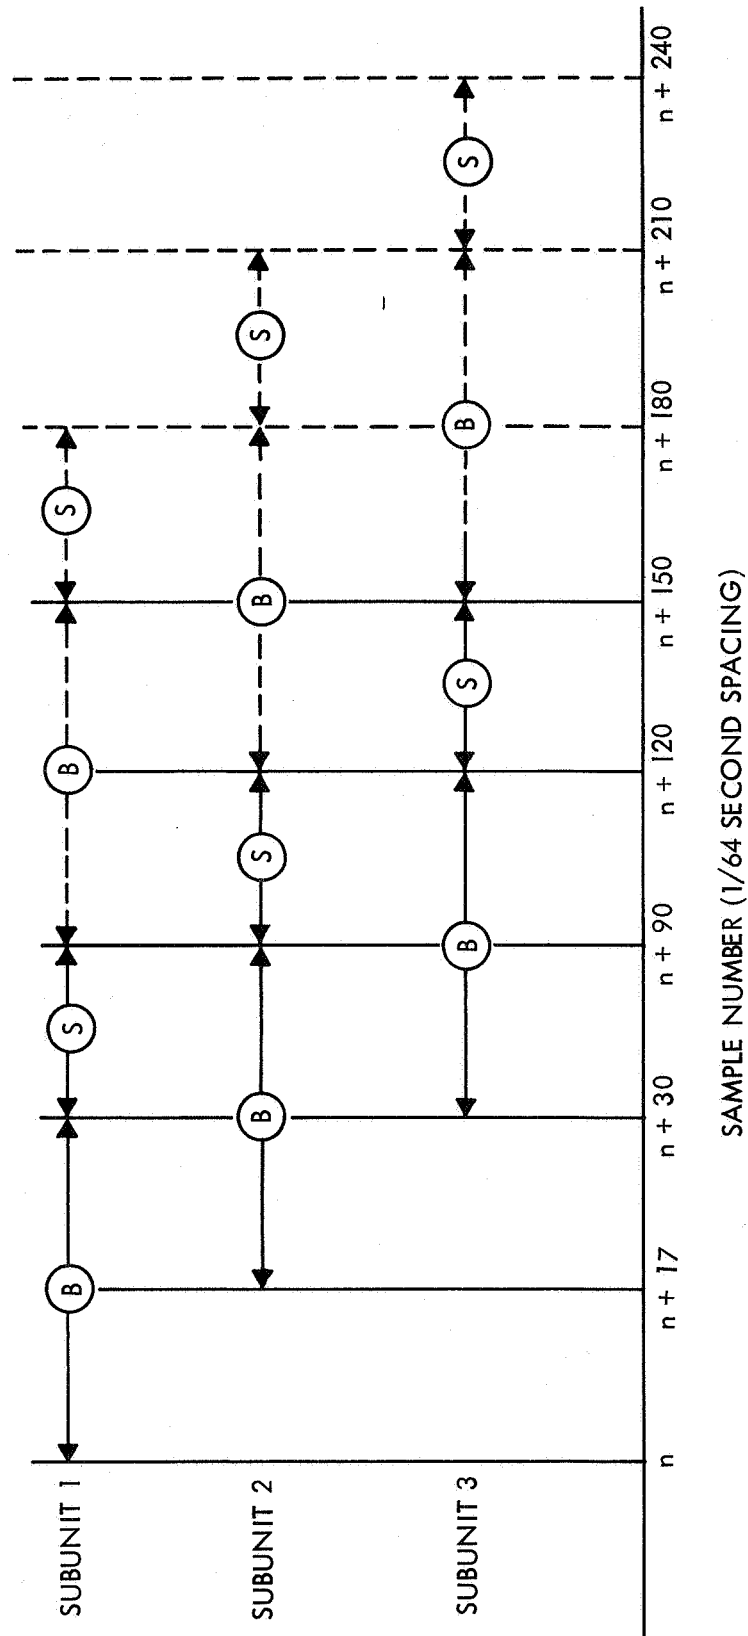 SUBUNIT 1
B
S
B
S
SUBUNIT 2
B
S
B
S
SUBUNIT 3
B
S
B
S
n
n + 17
n + 30
n + 90
n + 120
n + 150
n + 180
n + 210
n + 240
SAMPLE NUMBER (1/64 SECOND SPACING)